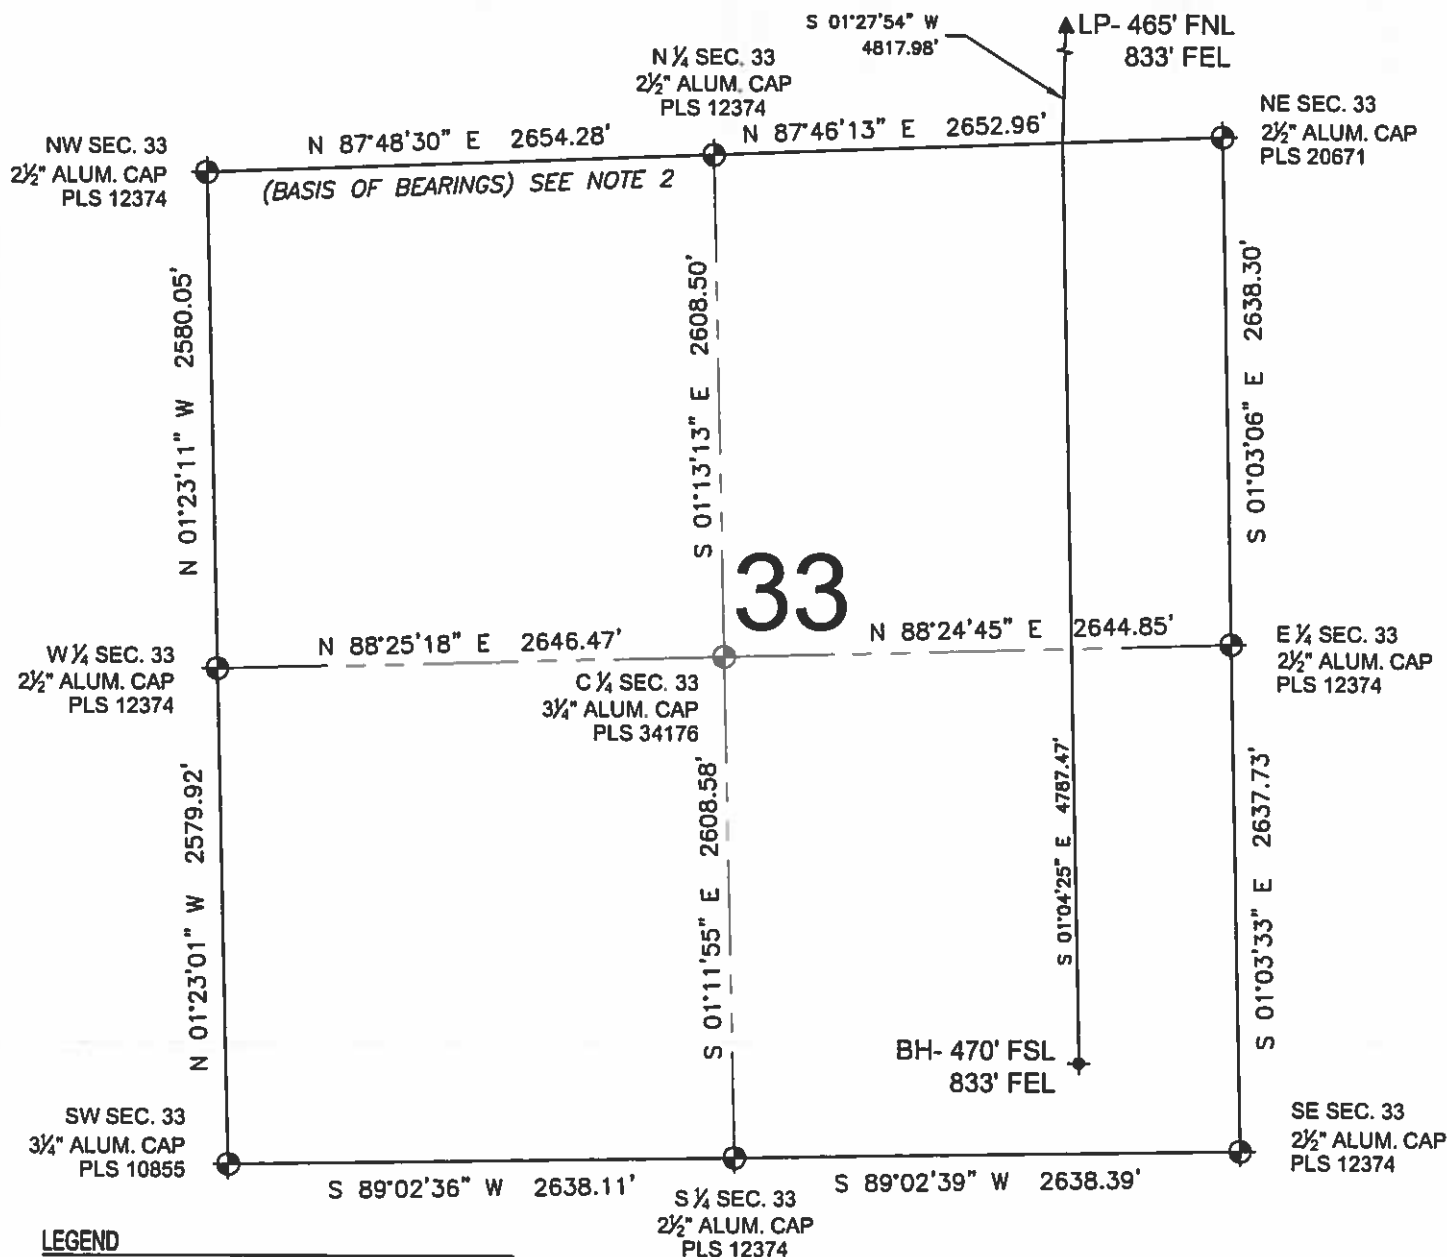 S 01°27'54" W
4817.98'
LP- 465' FNL
833' FEL
N ¼ SEC. 33
2½" ALUM. CAP
PLS 12374
NE SEC. 33
2½" ALUM. CAP
PLS 20671
NW SEC. 33
2½" ALUM. CAP
PLS 12374
N 87°48'30" E 2654.28'
N 87°46'13" E 2652.96'
(BASIS OF BEARINGS) SEE NOTE 2
N 01°23'11" W 2580.05'
S 01°13'13" E 2608.50'
S 01°03'06" E 2638.30'
33
N 88°25'18" E 2646.47'
N 88°24'45" E 2644.85'
W ¼ SEC. 33
2½" ALUM. CAP
PLS 12374
C ¼ SEC. 33
3¼" ALUM. CAP
PLS 34176
E ¼ SEC. 33
2½" ALUM. CAP
PLS 12374
N 01°23'01" W 2579.92'
S 01°11'55" E 2608.58'
S 01°04'25" E 4787.47'
S 01°03'33" E 2637.73'
BH- 470' FSL
833' FEL
SW SEC. 33
3¼" ALUM. CAP
PLS 10855
SE SEC. 33
2½" ALUM. CAP
PLS 12374
S 89°02'36" W 2638.11'
S 89°02'39" W 2638.39'
S ¼ SEC. 33
2½" ALUM. CAP
PLS 12374
LEGEND